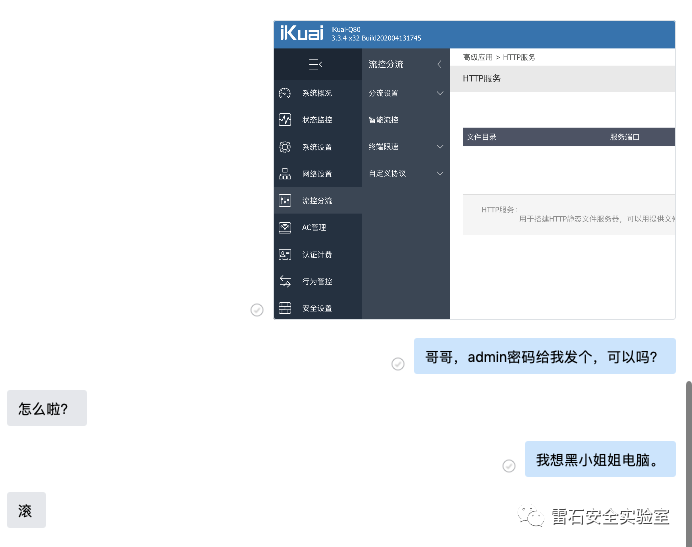 iKuai
iKuai-Q80
3.3.4 x32 Build202004131745
流控分流
高级应用 > HTTP服务
HTTP服务
系统概况
状态监控
系统设置
网络设置
流控分流
AC管理
认证计费
行为管控
安全设置
分流设置
智能流控
终端限速
自定义协议
文件目录 服务端口
HTTP服务：
用于搭建HTTP静态文件服务器，可以用提供文件
哥哥，admin密码给我发个，可以吗？
怎么啦？
我想黑小姐姐电脑。
滚
雷石安全实验室